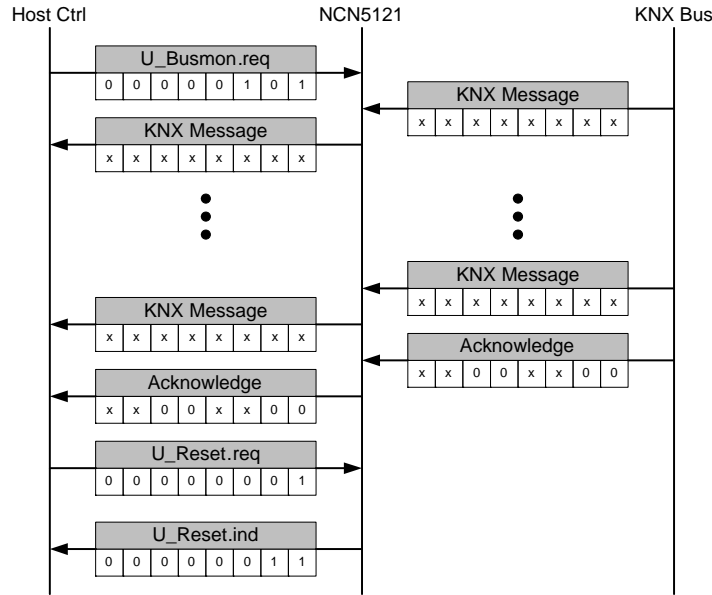 Host Ctrl NCN5121 KNX Bus
U_Busmon.req
0 0 0 0 0 1 0 1
KNX Message
x x x x x x x x
KNX Message
x x x x x x x x
KNX Message
x x x x x x x x
KNX Message
x x x x x x x x
Acknowledge
x x 0 0 x x 0 0
Acknowledge
x x 0 0 x x 0 0
U_Reset.req
0 0 0 0 0 0 0 1
U_Reset.ind
0 0 0 0 0 0 1 1